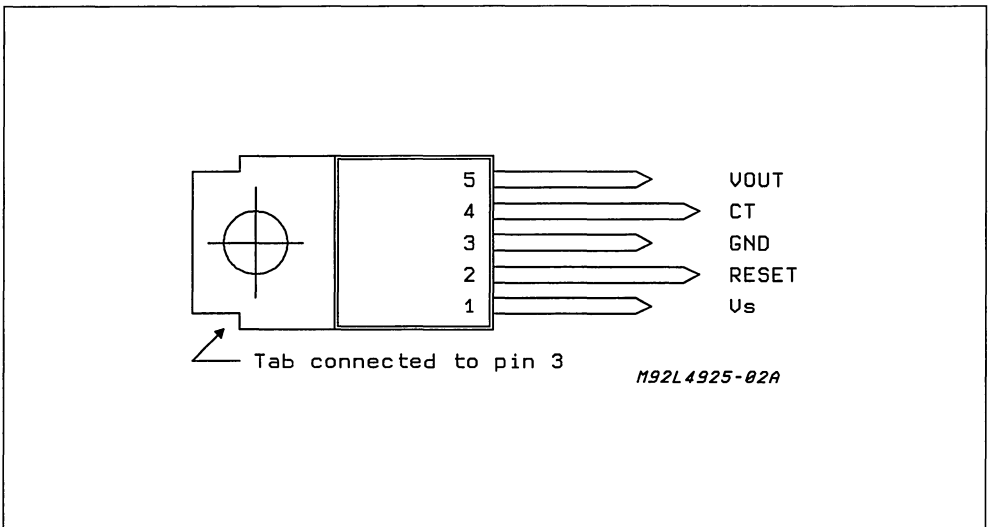 5 VOUT
4 CT
3 GND
2 RESET
1 Vs
Tab connected to pin 3
M92L4925-02A